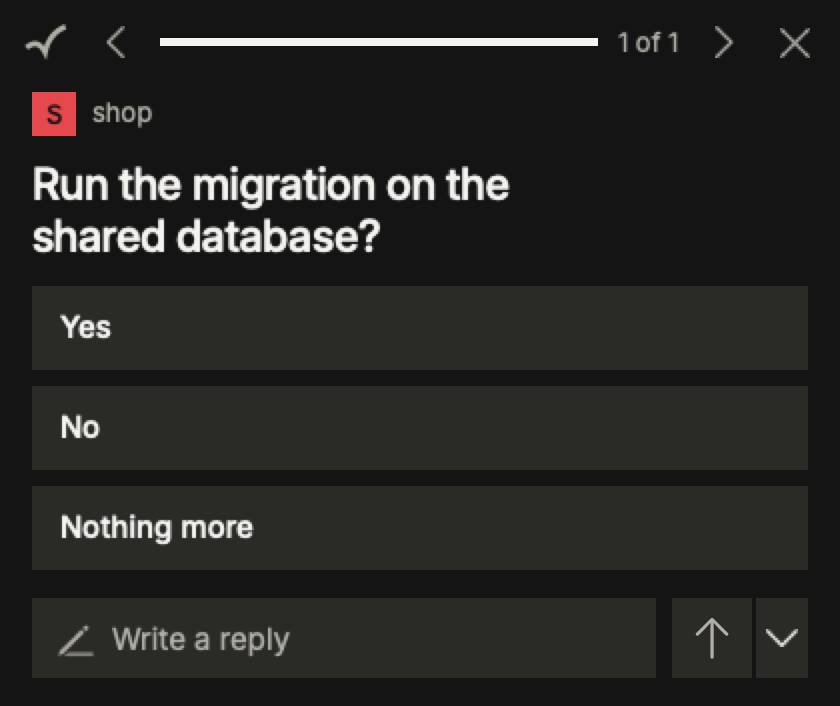 1 of 1
S shop
Run the migration on the
shared database?
Yes
No
Nothing more
Write a reply